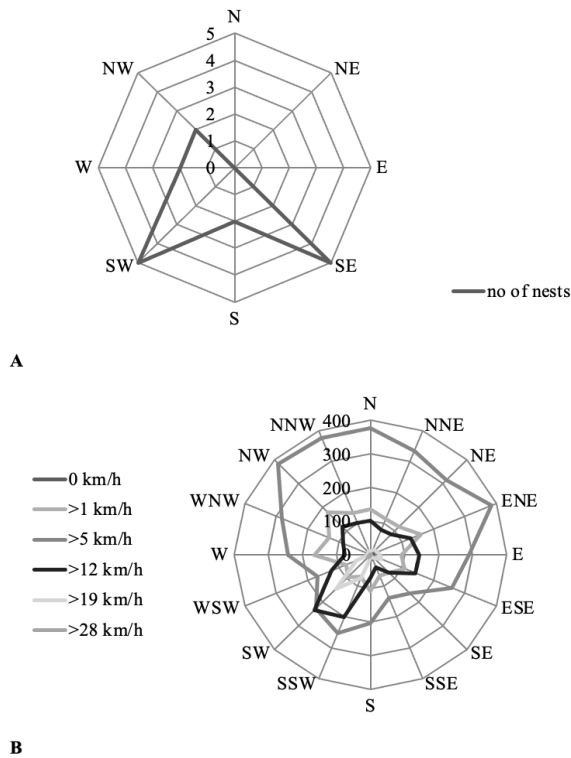 N
5
NW
4
NE
3
2
1
W
0
E
SW
SE
no of nests
S
A
N
NNW
400
NNE
NW
300
NE
0 km/h
200
>1 km/h
WNW
100
ENE
>5 km/h
W
0
E
>12 km/h
>19 km/h
WSW
ESE
>28 km/h
SW
SE
SSW
SSE
S
B